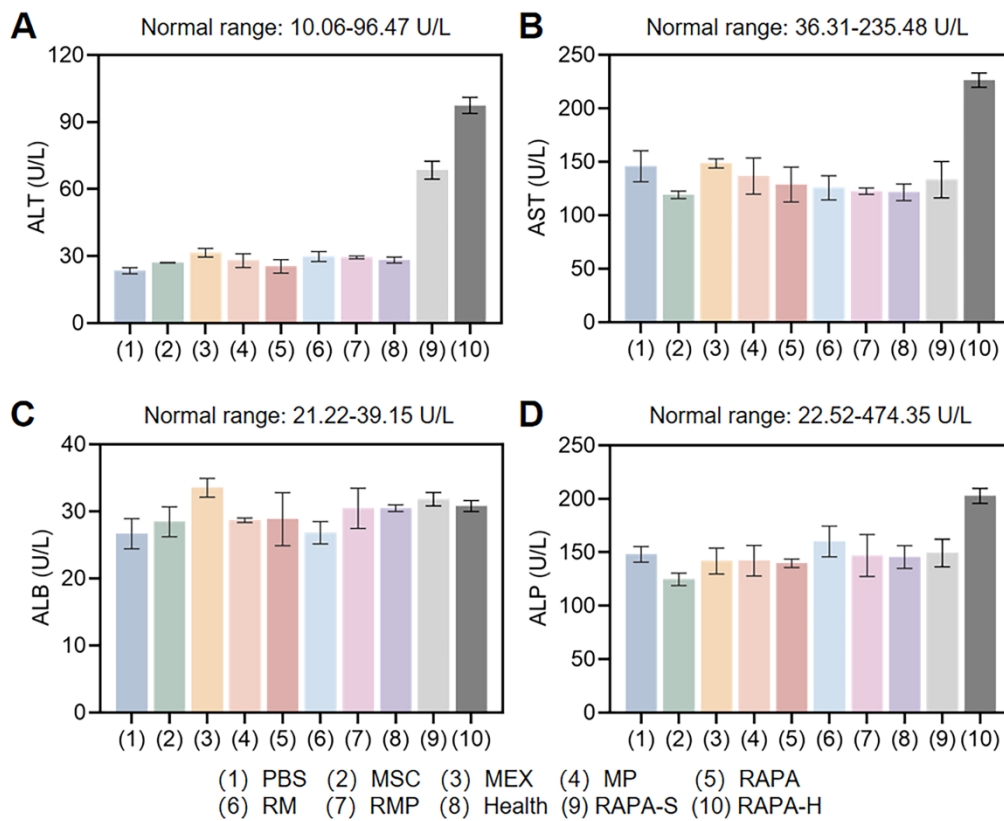 A
Normal range: 10.06-96.47 U/L
120
90
60
30
0
ALT (U/L)
(1) (2) (3) (4) (5) (6) (7) (8) (9) (10)
B
Normal range: 36.31-235.48 U/L
250
200
150
100
50
0
AST (U/L)
(1) (2) (3) (4) (5) (6) (7) (8) (9) (10)
C
Normal range: 21.22-39.15 U/L
40
30
20
10
0
ALB (U/L)
(1) (2) (3) (4) (5) (6) (7) (8) (9) (10)
D
Normal range: 22.52-474.35 U/L
250
200
150
100
50
0
ALP (U/L)
(1) (2) (3) (4) (5) (6) (7) (8) (9) (10)
(1) PBS (2) MSC (3) MEX (4) MP (5) RAPA
(6) RM (7) RMP (8) Health (9) RAPA-S (10) RAPA-H